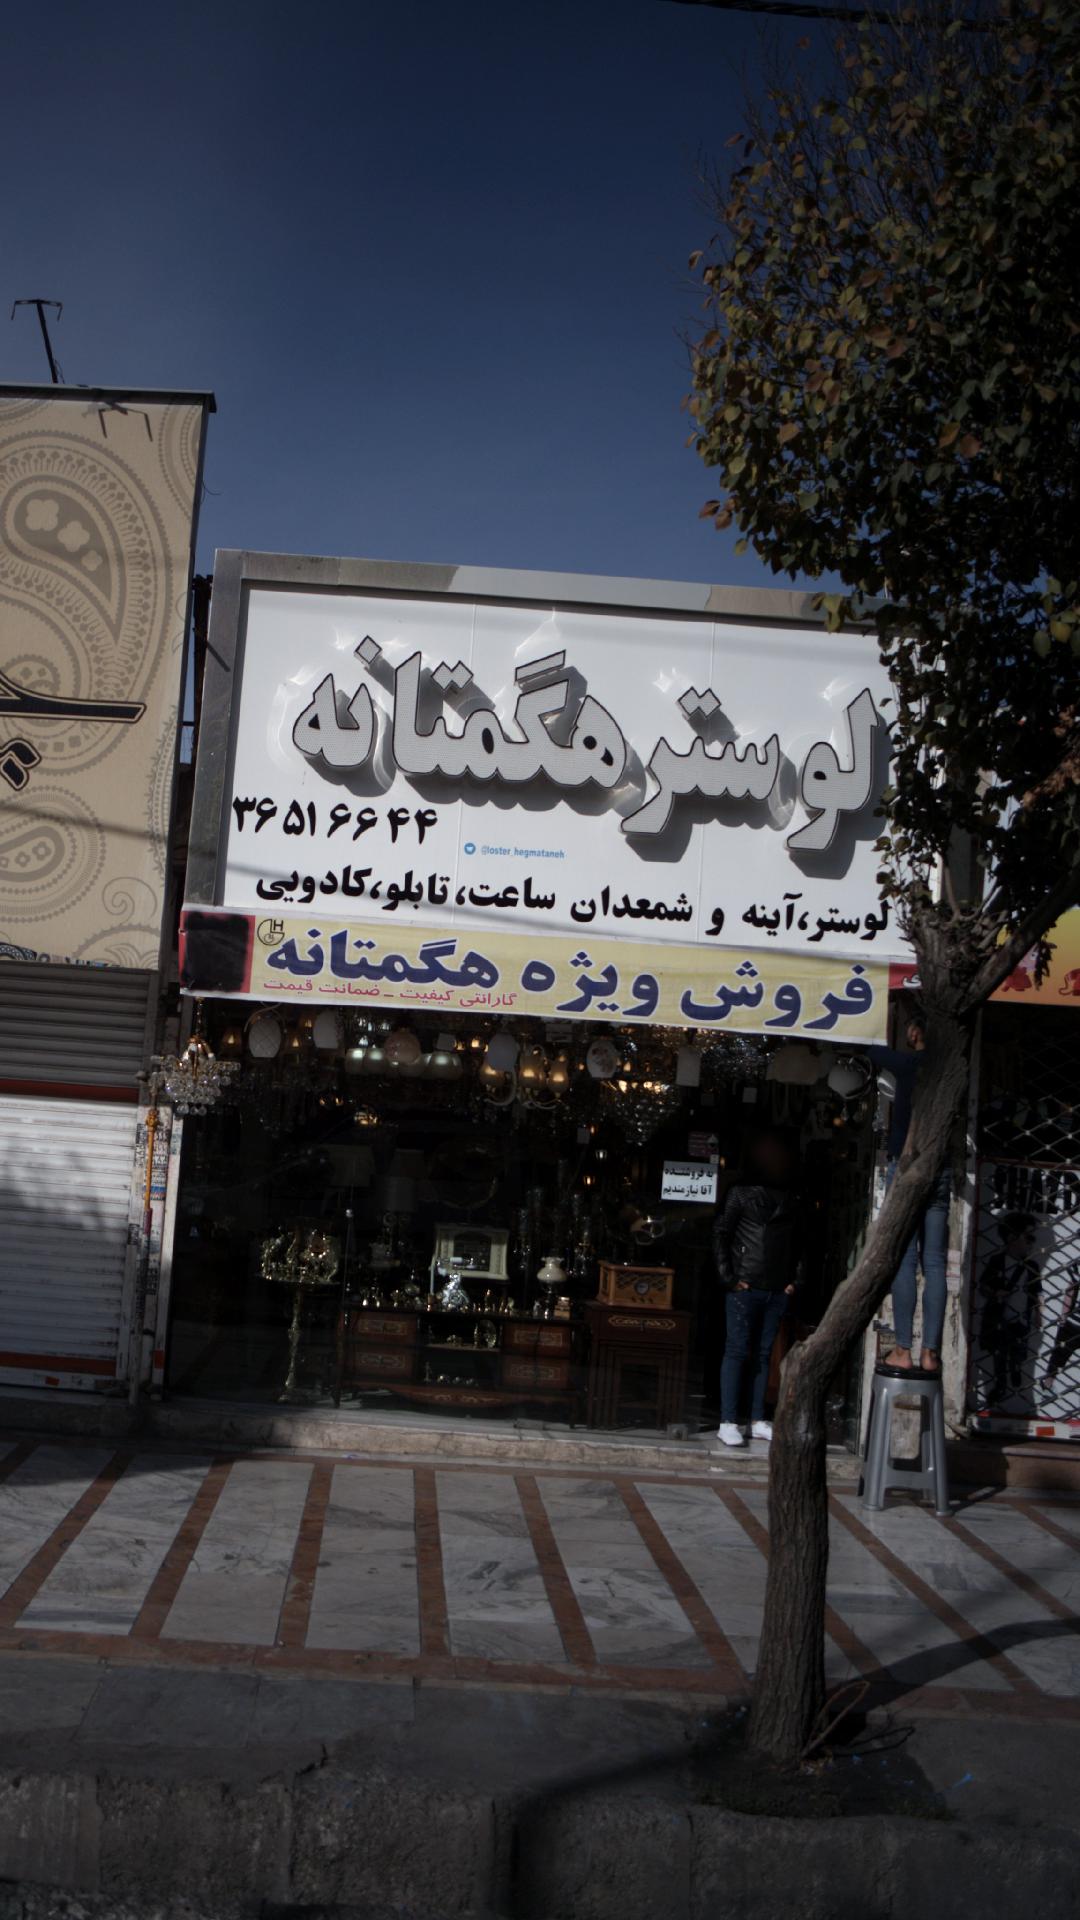 لوستر هگمتانه
۳۶۵۱۶۶۴۴
@loster_hegmataneh
لوستر،آینه و شمعدان ساعت،تابلو،کادویی
فروش ویژه هگمتانه
گارانتی کیفیت _ ضمانت قیمت
به فروشنده
آقا نیازمندیم